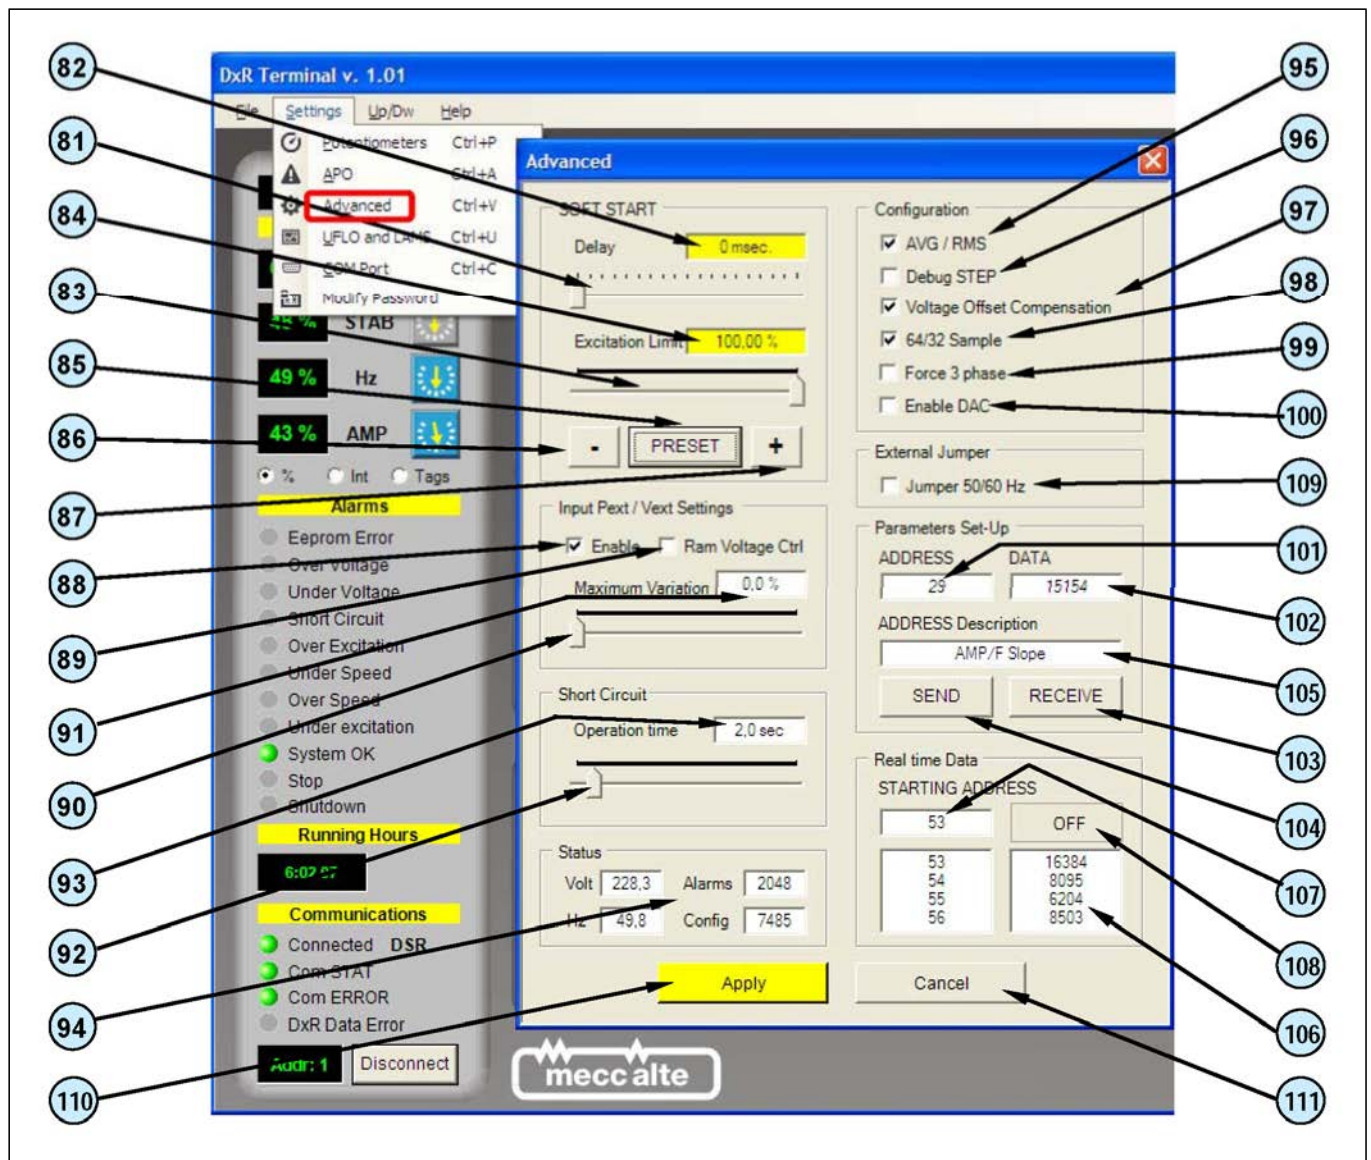 82
81
84
83
85
86
87
88
89
91
90
93
92
94
110
DxR Terminal v. 1.01
File Settings Up/Dw Help
Potentiometers Ctrl+P
APO Ctrl+A
Advanced Ctrl+V
UFLO and LAMS Ctrl+U
COM Port Ctrl+C
Modify Password
48 % STAB
49 % Hz
43 % AMP
% Int Tags
Alarms
Eeprom Error
Over Voltage
Under Voltage
Short Circuit
Over Excitation
Under Speed
Over Speed
Under excitation
System OK
Stop
Shutdown
Running Hours
Communications
Connected DSR
Com STAT
Com ERROR
DxR Data Error
Addr: 1 Disconnect
mecc alte
Advanced
SOFT START
Delay 0 msec.
Excitation Limit 100,00 %
- PRESET +
Input Pext / Vext Settings
Enable Ram Voltage Ctrl
Maximum Variation 0,0 %
Short Circuit
Operation time 2,0 sec
Status
Volt 228,3 Alarms 2048
Hz 49,8 Config 7485
Configuration
AVG / RMS
Debug STEP
Voltage Offset Compensation
64/32 Sample
Force 3 phase
Enable DAC
External Jumper
Jumper 50/60 Hz
Parameters Set-Up
ADDRESS DATA
29 15154
ADDRESS Description
AMP/F Slope
SEND RECEIVE
Real time Data
STARTING ADDRESS
53 OFF
53 16384
54 8095
55 6204
56 8503
Apply Cancel
95
96
97
98
99
100
109
101
102
105
103
104
107
108
106
111